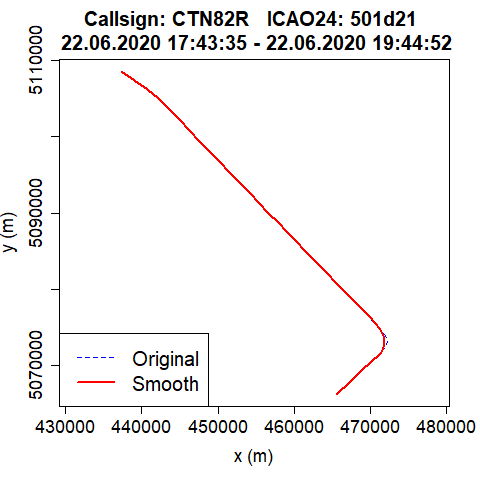 Callsign: CTN82R   ICAO24: 501d21
22.06.2020 17:43:35 - 22.06.2020 19:44:52
5110000
5090000
5070000
y (m)
Original
Smooth
430000 440000 450000 460000 470000 480000
x (m)